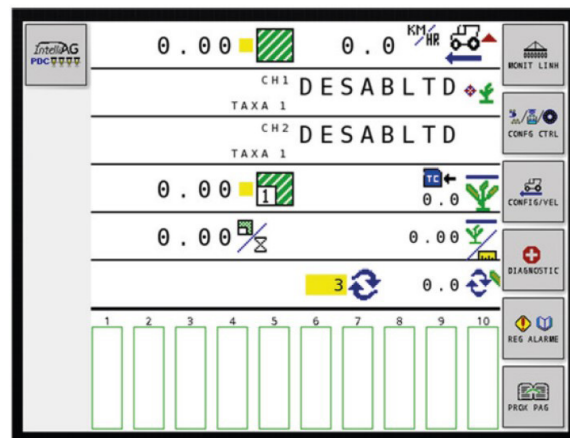 IntelliAG
PDC
0.00
0.0 KM/HR
CH1 DESABLTD
TAXA 1
CH2 DESABLTD
TAXA 1
0.00 1
TC
0.0
0.00
0.00
3
0.0
1 2 3 4 5 6 7 8 9 10
MONIT LINH
CONFG CTRL
CONFIG/VEL
DIAGNOSTIC
REG ALARME
PROX PAG